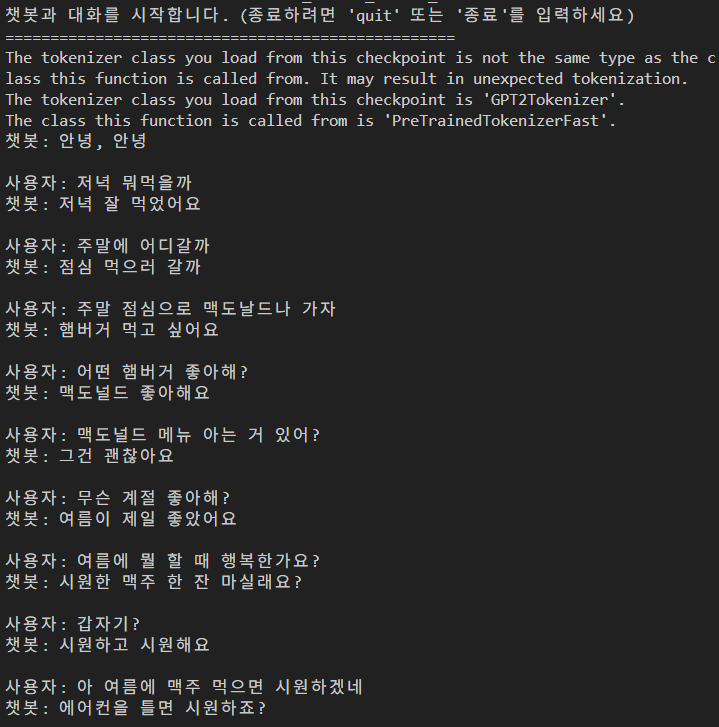 챗봇과 대화를 시작합니다. (종료하려면 'quit' 또는 '종료'를 입력하세요)
==================================================
The tokenizer class you load from this checkpoint is not the same type as the c
lass this function is called from. It may result in unexpected tokenization.
The tokenizer class you load from this checkpoint is 'GPT2Tokenizer'.
The class this function is called from is 'PreTrainedTokenizerFast'.
챗봇: 안녕, 안녕
사용자: 저녁 뭐먹을까
챗봇: 저녁 잘 먹었어요
사용자: 주말에 어디갈까
챗봇: 점심 먹으러 갈까
사용자: 주말 점심으로 맥도날드나 가자
챗봇: 햄버거 먹고 싶어요
사용자: 어떤 햄버거 좋아해?
챗봇: 맥도널드 좋아해요
사용자: 맥도널드 메뉴 아는 거 있어?
챗봇: 그건 괜찮아요
사용자: 무슨 계절 좋아해?
챗봇: 여름이 제일 좋았어요
사용자: 여름에 뭘 할 때 행복한가요?
챗봇: 시원한 맥주 한 잔 마실래요?
사용자: 갑자기?
챗봇: 시원하고 시원해요
사용자: 아 여름에 맥주 먹으면 시원하겠네
챗봇: 에어컨을 틀면 시원하죠?